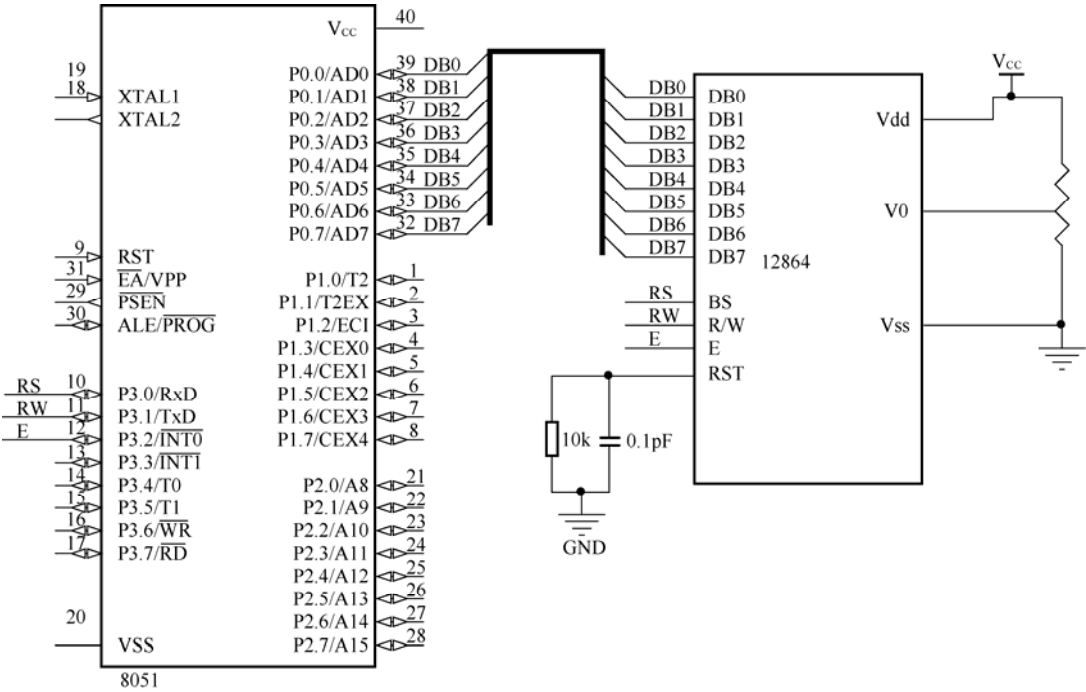 40
Vcc
19
18
XTAL1
XTAL2
P0.0/AD0 39 DB0
P0.1/AD1 38 DB1
P0.2/AD2 37 DB2
P0.3/AD3 36 DB3
P0.4/AD4 35 DB4
P0.5/AD5 34 DB5
P0.6/AD6 33 DB6
P0.7/AD7 32 DB7
9 RST
31 EA/VPP
29 PSEN
30 ALE/PROG
P1.0/T2 1
P1.1/T2EX 2
P1.2/ECI 3
P1.3/CEX0 4
P1.4/CEX1 5
P1.5/CEX2 6
P1.6/CEX3 7
P1.7/CEX4 8
RS 10 P3.0/RxD
RW 11 P3.1/TxD
E 12 P3.2/INT0
13 P3.3/INT1
14 P3.4/T0
15 P3.5/T1
16 P3.6/WR
17 P3.7/RD
P2.0/A8 21
P2.1/A9 22
P2.2/A10 23
P2.3/A11 24
P2.4/A12 25
P2.5/A13 26
P2.6/A14 27
P2.7/A15 28
20
VSS
8051
DB0 DB0
DB1 DB1
DB2 DB2
DB3 DB3
DB4 DB4
DB5 DB5
DB6 DB6
DB7 DB7
12864
RS BS
RW R/W
E E
RST
Vcc
Vdd
V0
Vss
10k
0.1pF
GND